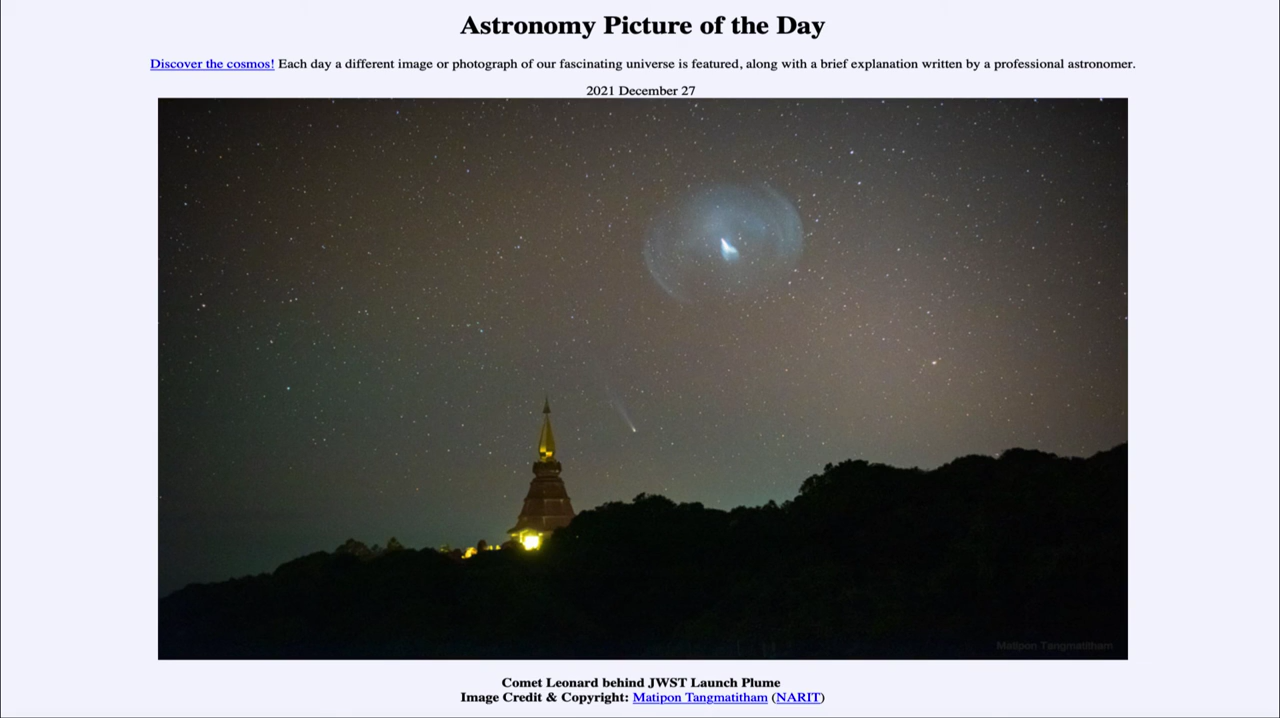 Astronomy Picture of the Day
Discover the cosmos! Each day a different image or photograph of our fascinating universe is featured, along with a brief explanation written by a professional astronomer.
2021 December 27
Matipon Tangmatitham
Comet Leonard behind JWST Launch Plume
Image Credit & Copyright: Matipon Tangmatitham (NARIT)